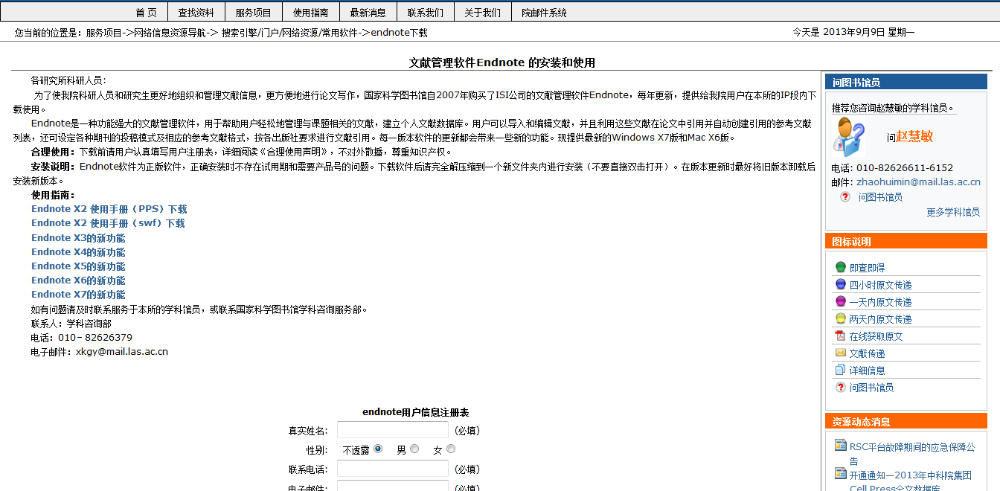 首 页 查找资料 服务项目 使用指南 最新消息 联系我们 关于我们 院邮件系统
您当前的位置是：服务项目->网络信息资源导航-> 搜索引擎/门户/网络资源/常用软件->endnote下载
今天是 2013年9月9日 星期一
文献管理软件Endnote 的安装和使用
各研究所科研人员：
为了使我院科研人员和研究生更好地组织和管理文献信息，更方便地进行论文写作，国家科学图书馆自2007年购买了ISI公司的文献管理软件Endnote，每年更新，提供给我院用户在本所的IP段内下
载使用。
Endnote是一种功能强大的文献管理软件，用于帮助用户轻松地管理与课题相关的文献，建立个人文献数据库。用户可以导入和编辑文献，并且利用这些文献在论文中引用并自动创建引用的参考文献
列表，还可设定各种期刊的投稿模式及相应的参考文献格式，按各出版社要求进行文献引用。每一版本软件的更新都会带来一些新的功能。现提供最新的Windows X7版和Mac X6版。
合理使用：下载前请用户认真填写用户注册表，详细阅读《合理使用声明》，不对外散播，尊重知识产权。
安装说明：Endnote软件为正版软件，正确安装时不存在试用期和需要产品号的问题。下载软件后请完全解压缩到一个新文件夹内进行安装（不要直接双击打开）。在版本更新时最好将旧版本卸载后
安装新版本。
使用指南：
Endnote X2 使用手册（PPS）下载
Endnote X2 使用手册（swf）下载
Endnote X3的新功能
Endnote X4的新功能
Endnote X5的新功能
Endnote X6的新功能
Endnote X7的新功能
如有问题请及时联系服务于本所的学科馆员，或联系国家科学图书馆学科咨询服务部。
联系人：学科咨询部
电话：010－82626379
电子邮件：xkgy@mail.las.ac.cn
endnote用户信息注册表
真实姓名： （必填）
性别： 不透露 男 女
联系电话： （必填）
电子邮件： （必填）
问图书馆员
推荐您咨询赵慧敏的学科馆员。
问赵慧敏
电话: 010-82626611-6152
邮件: zhaohuimin@mail.las.ac.cn
问图书馆员
更多学科馆员
图标说明
即查即得
四小时原文传递
一天内原文传递
两天内原文传递
在线获取原文
文献传递
详细信息
问图书馆员
资源动态消息
RSC平台故障期间的应急保障公
告
开通通知—2013年中科院集团
Cell Press全文数据库